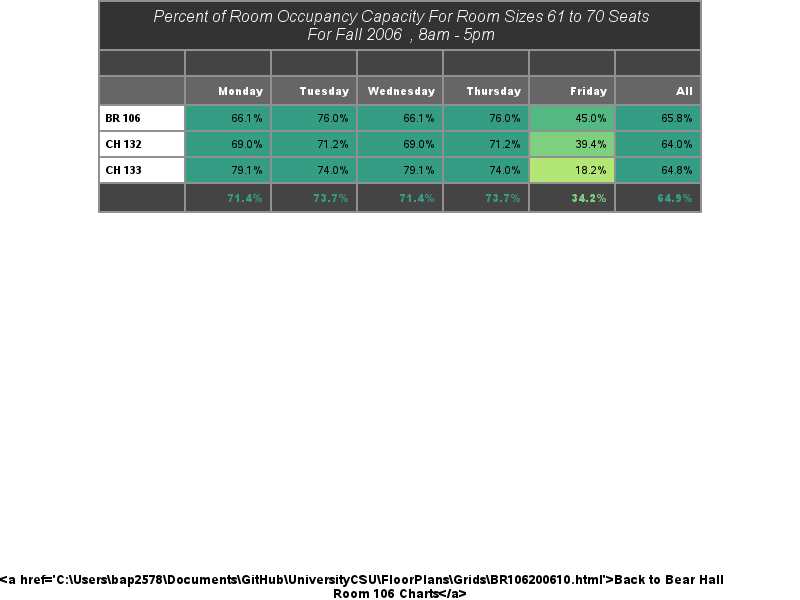 Percent of Room Occupancy Capacity For Room Sizes 61 to 70 Seats
For Fall 2006 , 8am - 5pm
Monday Tuesday Wednesday Thursday Friday All
BR 106 66.1% 76.0% 66.1% 76.0% 45.0% 65.8%
CH 132 69.0% 71.2% 69.0% 71.2% 39.4% 64.0%
CH 133 79.1% 74.0% 79.1% 74.0% 18.2% 64.8%
71.4% 73.7% 71.4% 73.7% 34.2% 64.9%
<a href='C:\Users\bap2578\Documents\GitHub\UniversityCSU\FloorPlans\Grids\BR106200610.html'>Back to Bear Hall
Room 106 Charts</a>